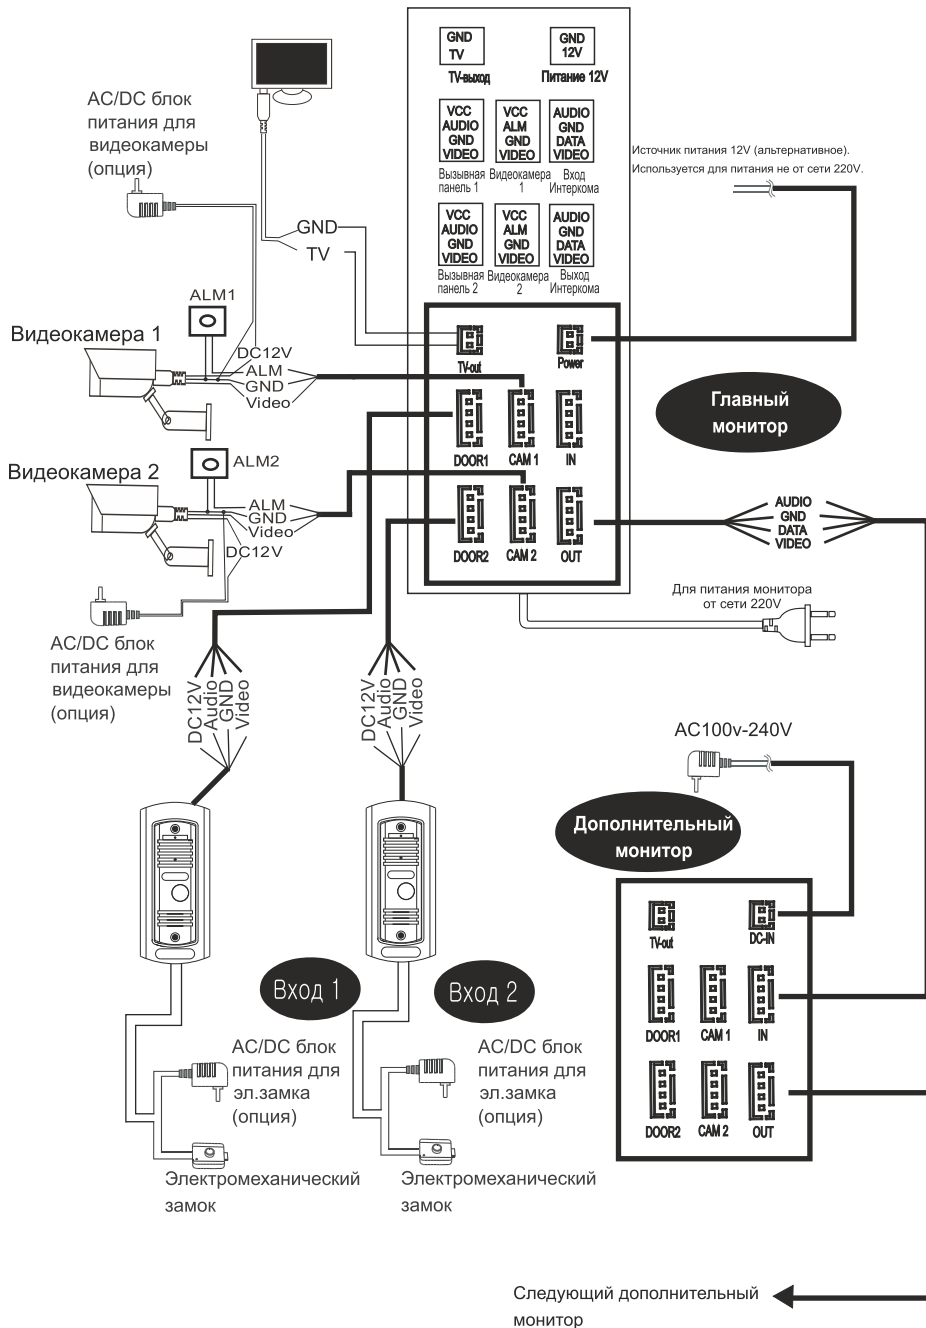 GND
TV
TV-выход
GND
12V
Питание 12V
VCC
AUDIO
GND
VIDEO
Вызывная
панель 1
VCC
ALM
GND
VIDEO
Видеокамера
1
AUDIO
GND
DATA
VIDEO
Вход
Интеркома
VCC
AUDIO
GND
VIDEO
Вызывная
панель 2
VCC
ALM
GND
VIDEO
Видеокамера
2
AUDIO
GND
DATA
VIDEO
Выход
Интеркома
AC/DC блок
питания для
видеокамеры
(опция)
Источник питания 12V (альтернативное).
Используется для питания не от сети 220V.
GND
TV
ALM1
Видеокамера 1
DC12V
ALM
GND
Video
TV-out
Power
DOOR1
CAM 1
IN
DOOR2
CAM 2
OUT
Главный
монитор
ALM2
Видеокамера 2
ALM
GND
Video
DC12V
AUDIO
GND
DATA
VIDEO
Для питания монитора
от сети 220V
AC/DC блок
питания для
видеокамеры
(опция)
DC12V
Audio
GND
Video
DC12V
Audio
GND
Video
AC100v-240V
Дополнительный
монитор
TV-out
DC-IN
DOOR1
CAM 1
IN
DOOR2
CAM 2
OUT
Вход 1
Вход 2
AC/DC блок
питания для
эл.замка
(опция)
AC/DC блок
питания для
эл.замка
(опция)
Электромеханический
замок
Электромеханический
замок
Следующий дополнительный
монитор